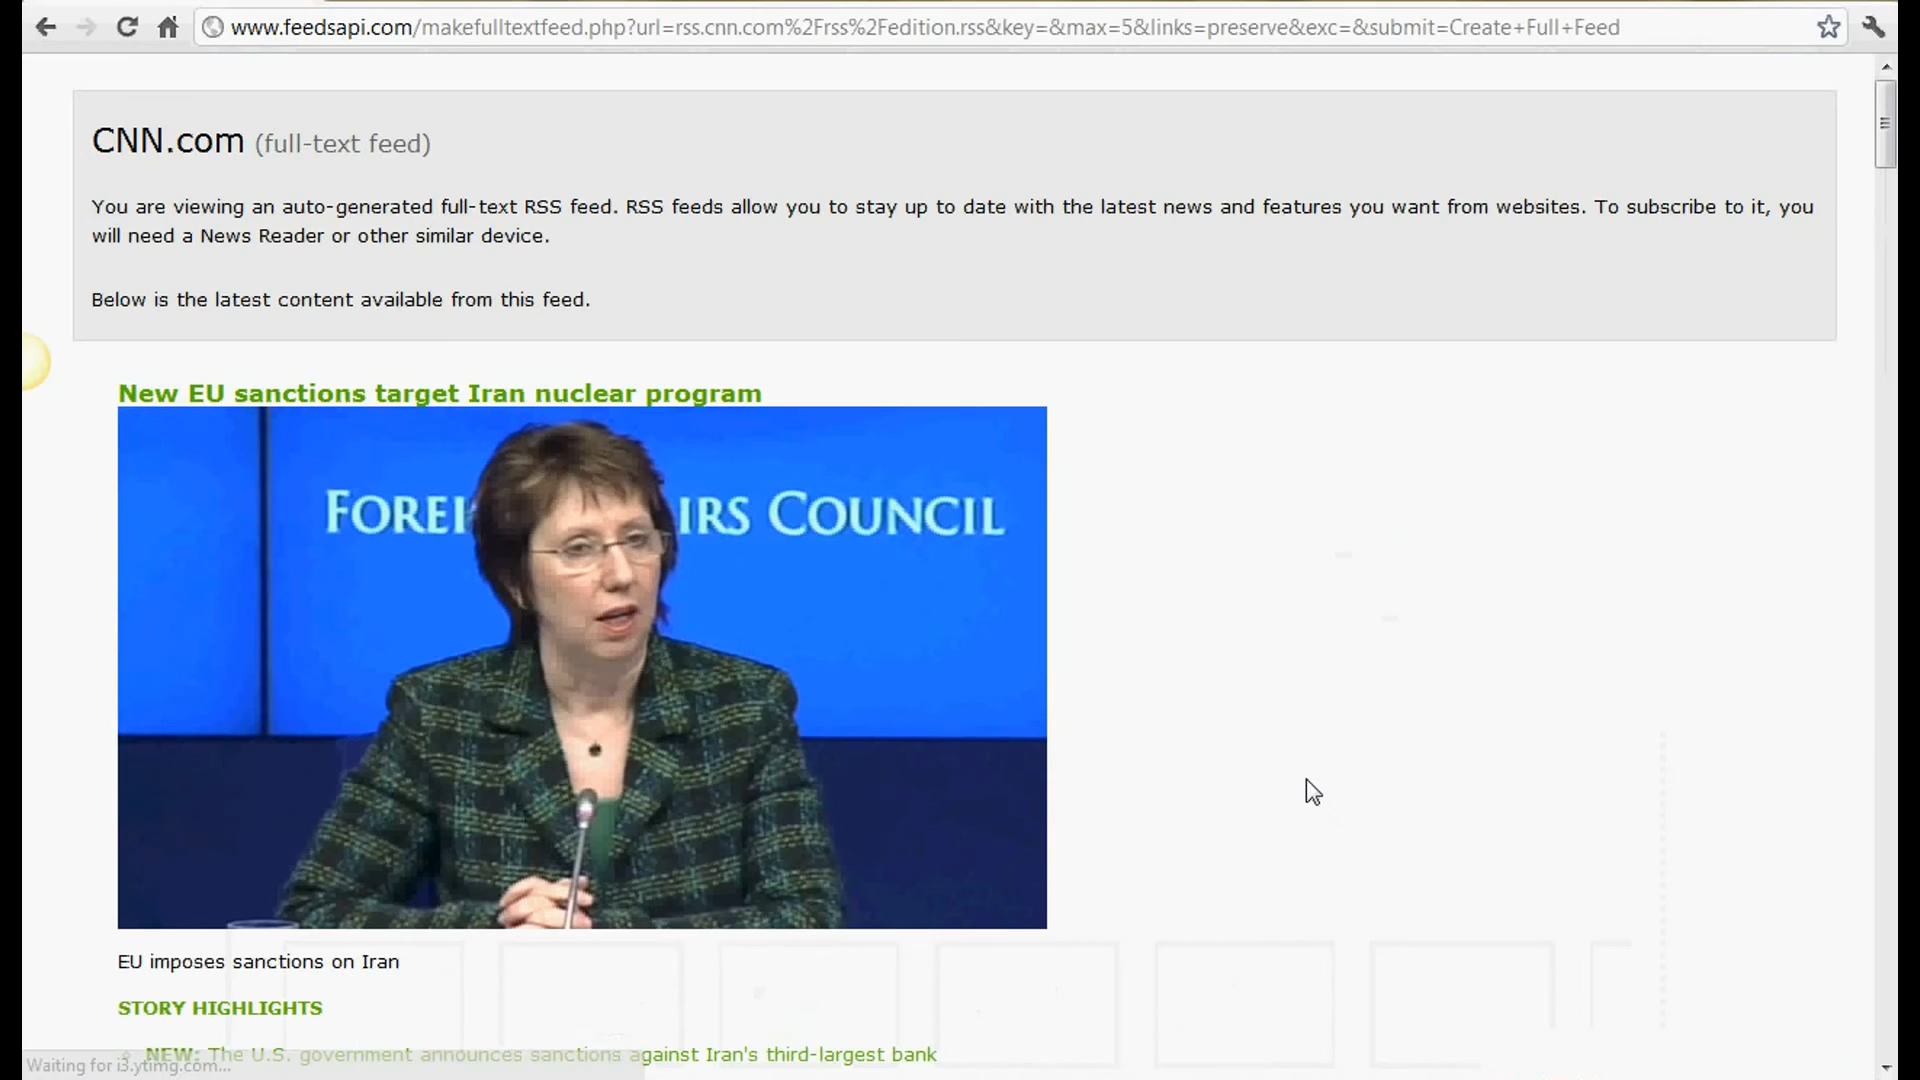 www.feedsapi.com/makefulltextfeed.php?url=rss.cnn.com%2Frss%2Fedition.rss&key=&max=5&links=preserve&exc=&submit=Create+Full+Feed
CNN.com (full-text feed)
You are viewing an auto-generated full-text RSS feed. RSS feeds allow you to stay up to date with the latest news and features you want from websites. To subscribe to it, you
will need a News Reader or other similar device.
Below is the latest content available from this feed.
New EU sanctions target Iran nuclear program
FOREI IRS COUNCIL
EU imposes sanctions on Iran
STORY HIGHLIGHTS
NEW: The U.S. government announces sanctions against Iran's third-largest bank
Waiting for i3.ytimg.com...